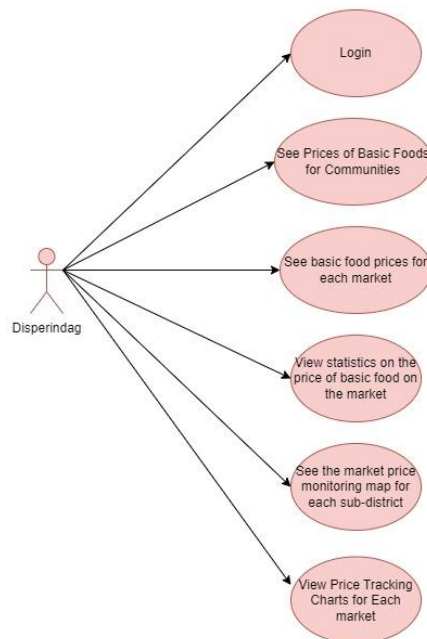 Login
See Prices of Basic Foods
for Communities
See basic food prices for
each market
Disperindag
View statistics on the
price of basic food on
the market
See the market price
monitoring map for
each sub-district
View Price Tracking
Charts for Each
market